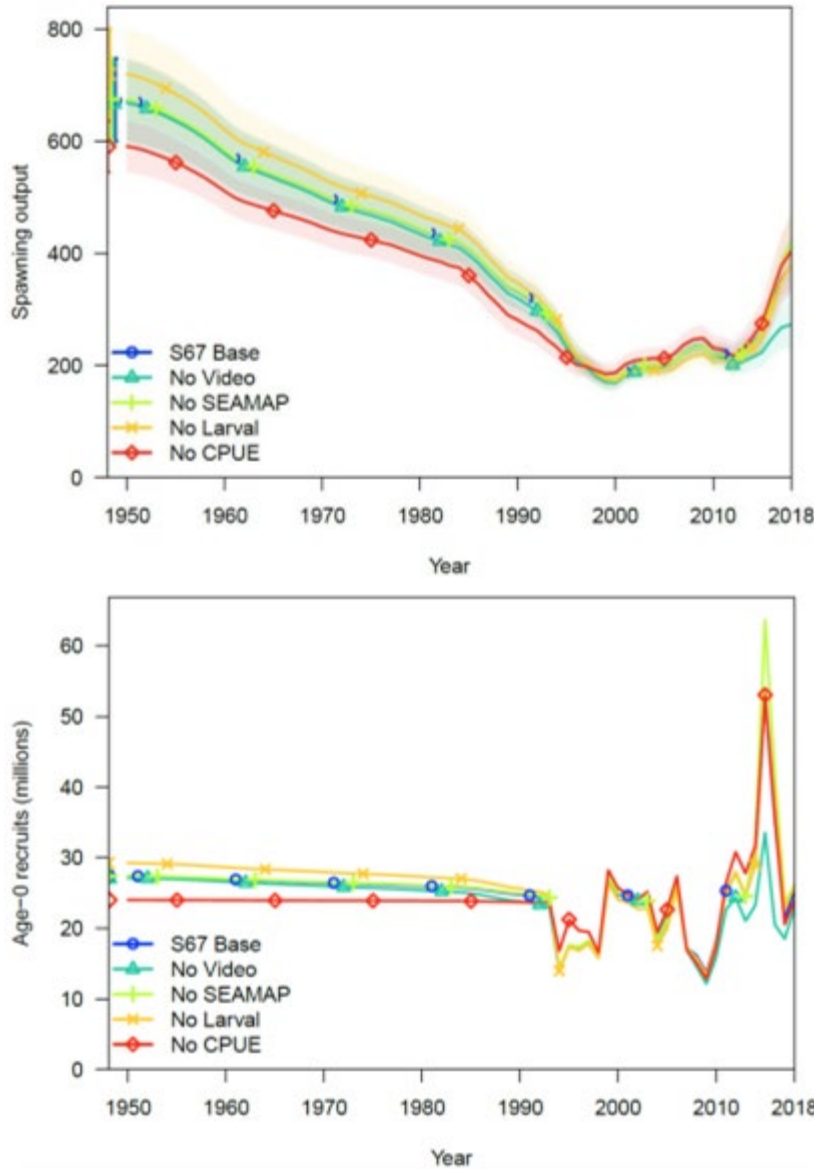 800
600
400
200
0
Spawning output
S67 Base
No Video
No SEAMAP
No Larval
No CPUE
1950 1960 1970 1980 1990 2000 2010 2018
Year
60
50
40
30
20
10
0
Age-0 recruits (millions)
S67 Base
No Video
No SEAMAP
No Larval
No CPUE
1950 1960 1970 1980 1990 2000 2010 2018
Year